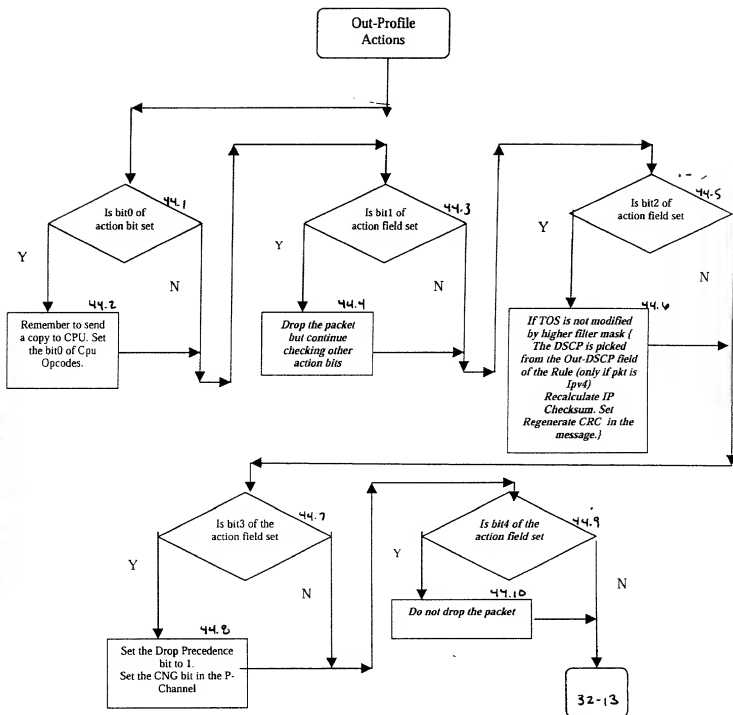 Out-Profile
Actions
Is bit0 of
action bit set
44.1
Y
N
44.2
Remember to send
a copy to CPU. Set
the bit0 of Cpu
Opcodes.
Is bit1 of
action field set
44.3
Y
N
44.4
Drop the packet
but continue
checking other
action bits
Is bit2 of
action field set
44.5
Y
N
44.6
If TOS is not modified
by higher filter mask {
The DSCP is picked
from the Out-DSCP field
of the Rule (only if pkt is
Ipv4)
Recalculate IP
Checksum. Set
Regenerate CRC in the
message.}
Is bit3 of the
action field set
44.7
Y
N
44.8
Set the Drop Precedence
bit to 1.
Set the CNG bit in the P-
Channel
Is bit4 of the
action field set
44.9
Y
N
44.10
Do not drop the packet
32-13